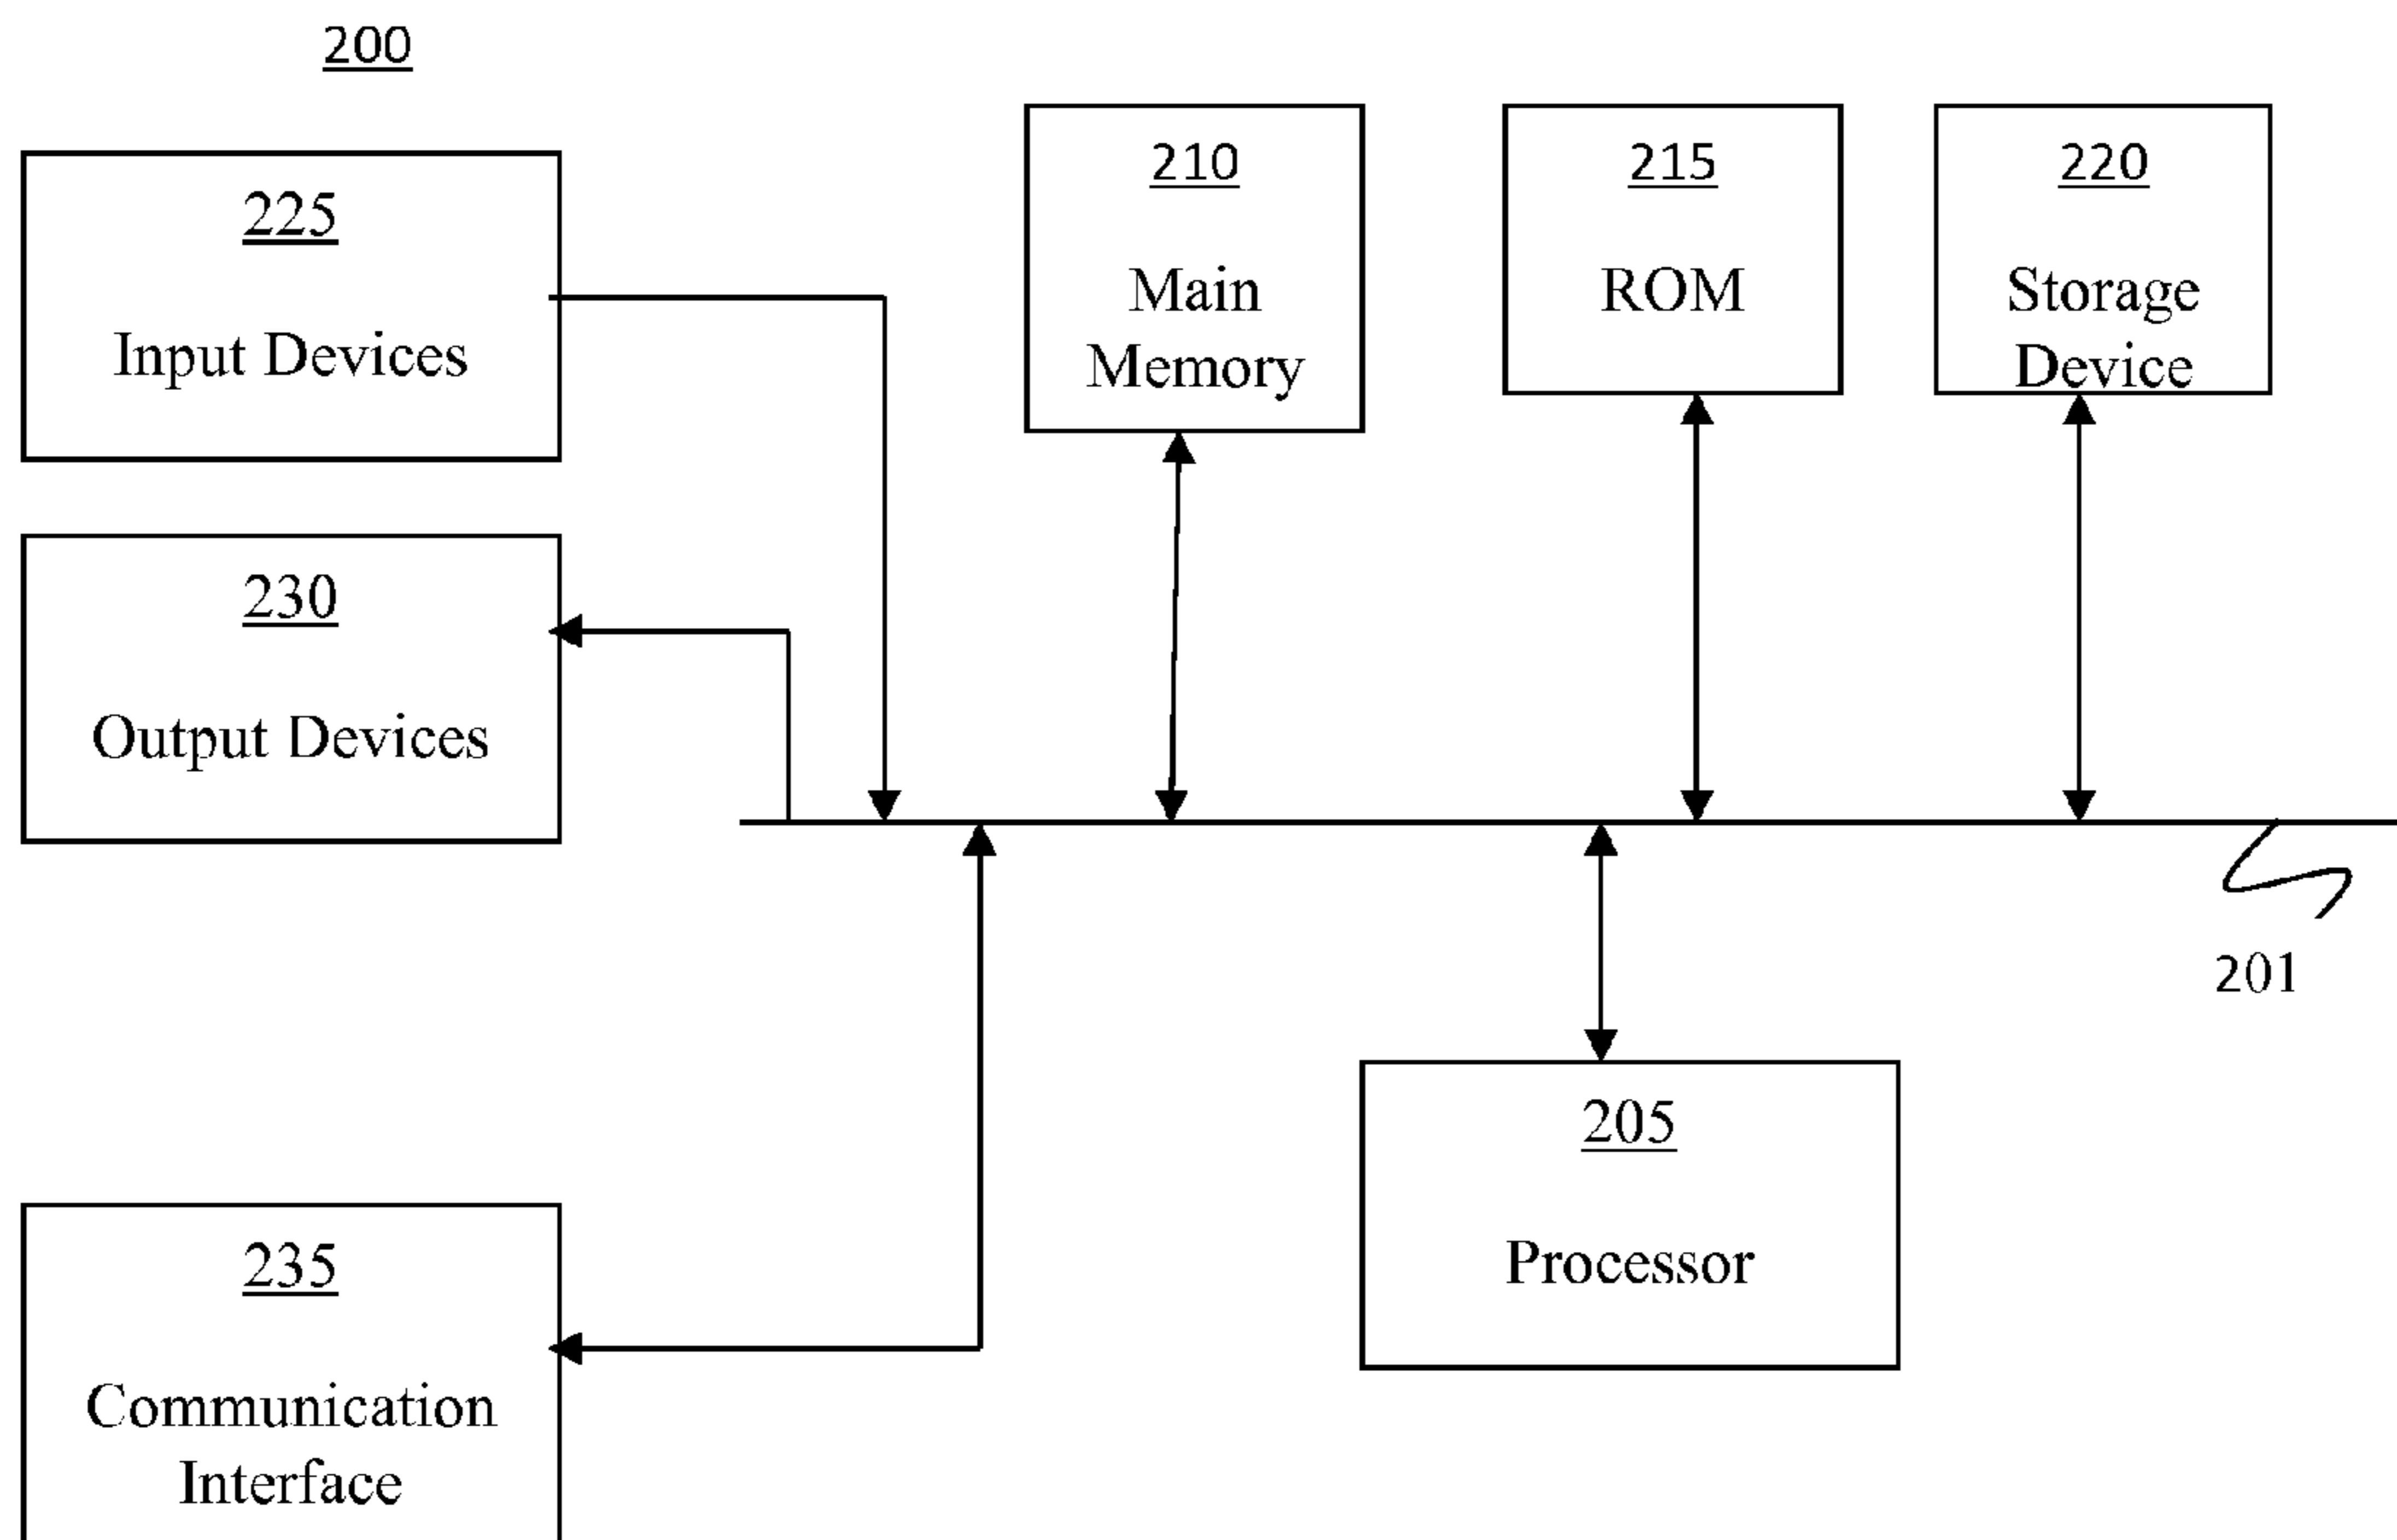 200
225
Input Devices
210
Main
Memory
215
ROM
220
Storage
Device
230
Output Devices
201
205
Processor
235
Communication
Interface